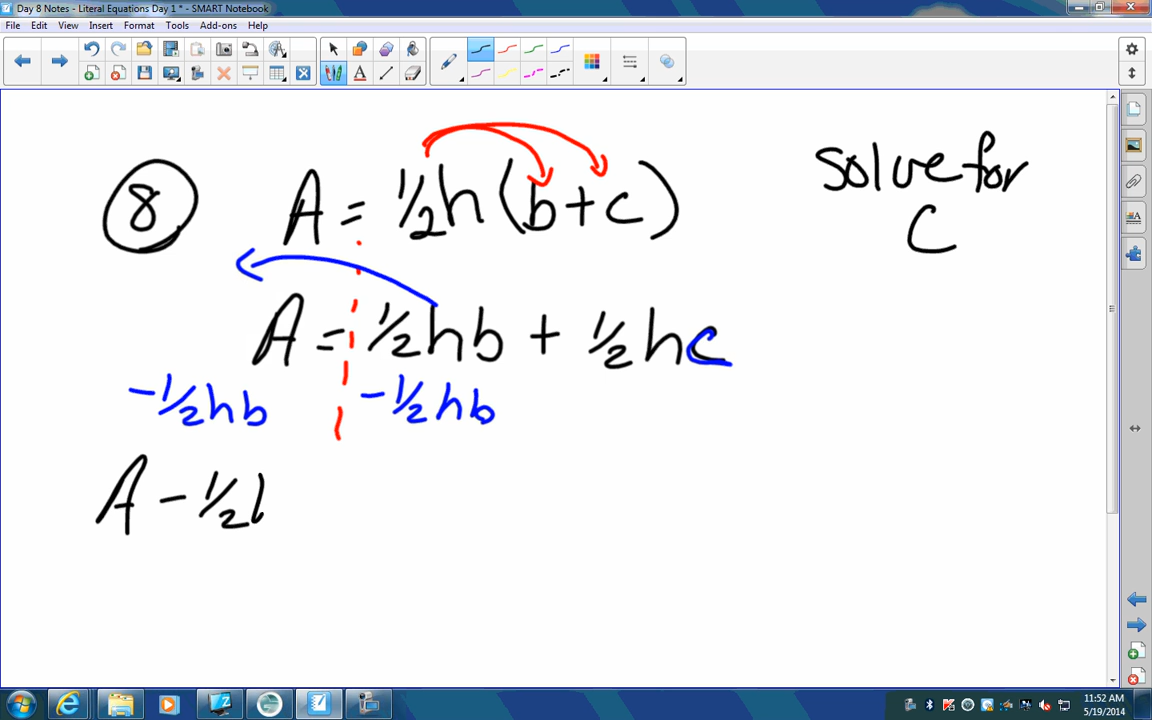 Day 8 Notes - Literal Equations Day 1 * - SMART Notebook
File Edit View Insert Format Tools Add-ons Help
8 A = ½h(b+c) solve for
c
A = ½hb + ½hc
-½hb -½hb
A - ½
11:52 AM
5/19/2014